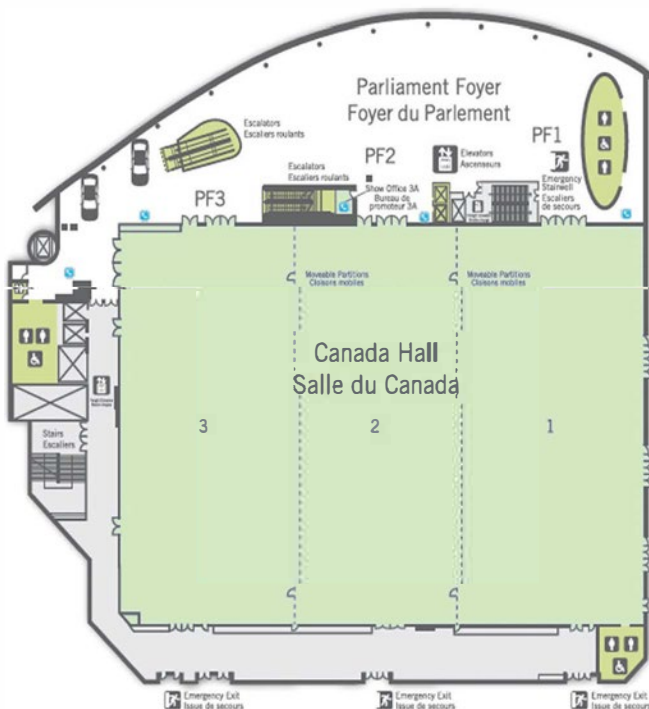 Parliament Foyer
Foyer du Parlement
Escalators
Escaliers roulants
PF1
Elevators
Ascenseurs
Escalators
Escaliers roulants
PF2
Emergency
Stairwell
Escaliers
de secours
Show Office 3A
Bureau de
promoteur 3A
PF3
Moveable Partitions
Cloisons mobiles
Moveable Partitions
Cloisons mobiles
Canada Hall
Salle du Canada
3
2
1
Stairs
Escaliers
Emergency Exit
Issue de secours
Emergency Exit
Issue de secours
Emergency Exit
Issue de secours